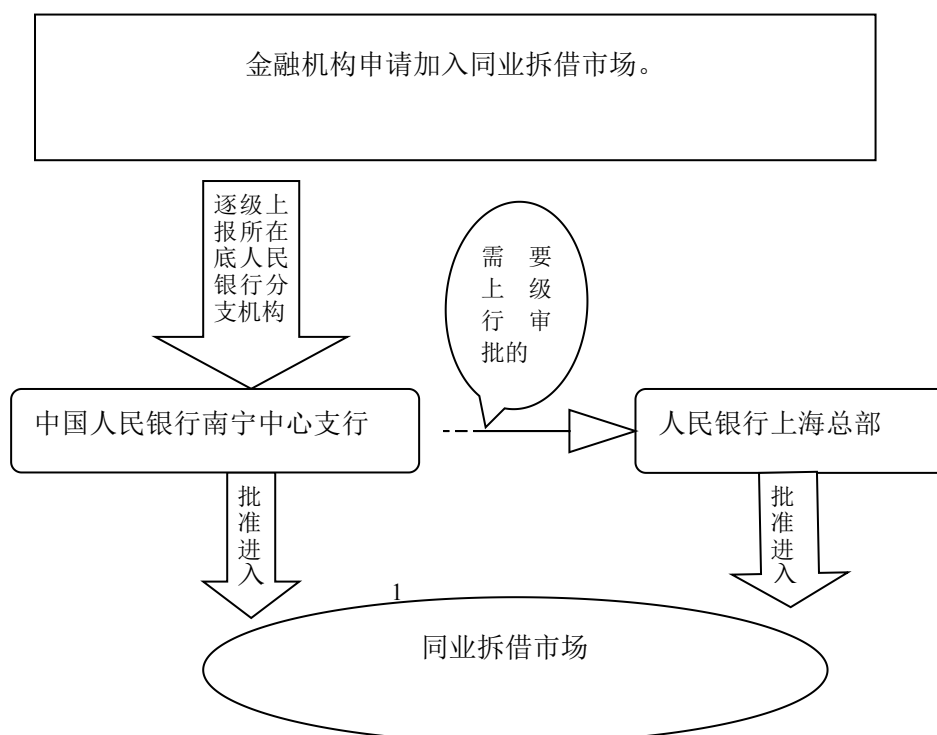 金融机构申请加入同业拆借市场。
逐级上
报所在
底人民
银行分
支机构
需要
上级
行审
批的
中国人民银行南宁中心支行
人民银行上海总部
批
准
进
入
批
准
进
入
1
同业拆借市场